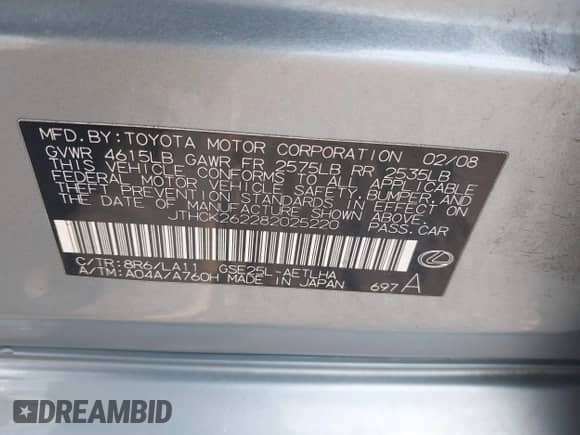 MFD. BY: TOYOTA MOTOR CORPORATION 02/08
GVWR 4615LB GAWR FR 2575LB RR 2535LB
THIS VEHICLE CONFORMS TO ALL APPLICABLE
FEDERAL MOTOR VEHICLE SAFETY, BUMPER, AND
THEFT PREVENTION STANDARDS IN EFFECT ON
THE DATE OF MANUFACTURE SHOWN ABOVE.
JTHCK262282025220 PASS. CAR
C/TR: 8R6/LA11 GSE25L-AETLHA
A/TM: A04A/A760H MADE IN JAPAN 697 A
DREAMBID